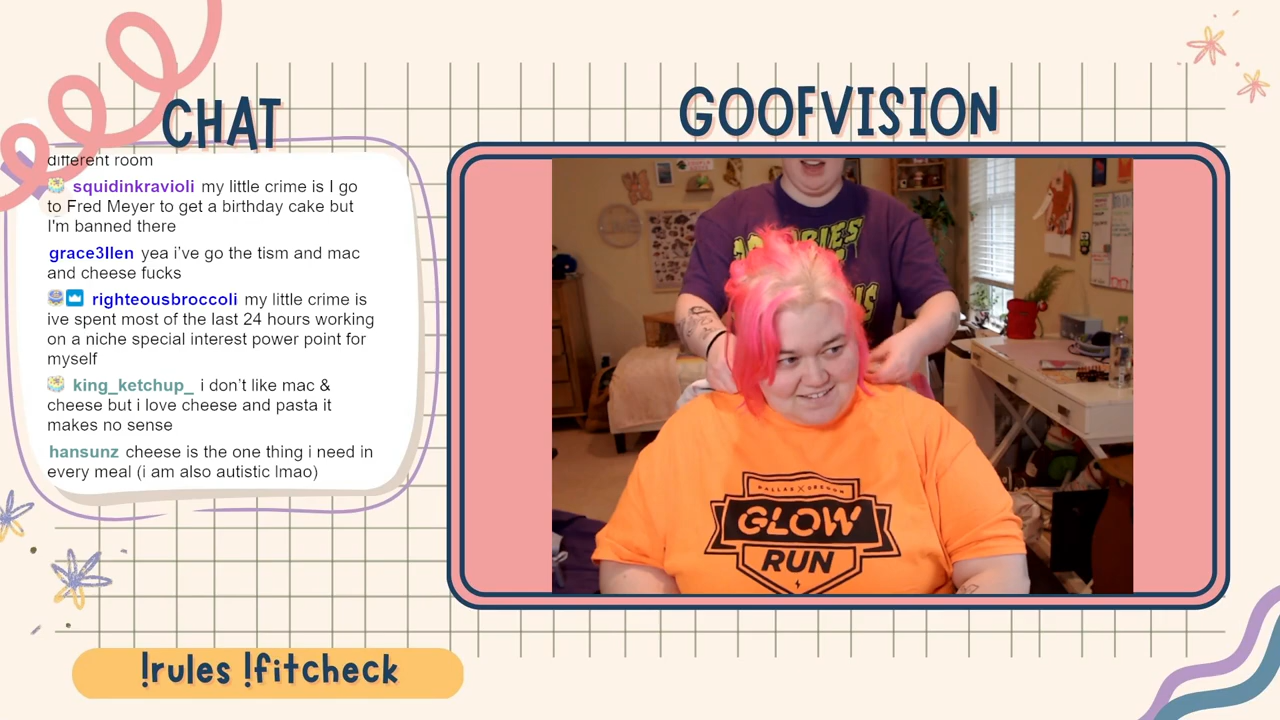 CHAT
GOOFVISION
different room
squidinkravioli my little crime is I go
to Fred Meyer to get a birthday cake but
I'm banned there
grace3llen yea i've go the tism and mac
and cheese fucks
righteousbroccoli my little crime is
ive spent most of the last 24 hours working
on a niche special interest power point for
myself
king_ketchup_ i don't like mac &
cheese but i love cheese and pasta it
makes no sense
hansunz cheese is the one thing i need in
every meal (i am also autistic lmao)
DALLAS X OREGON
GLOW
RUN
!rules !fitcheck